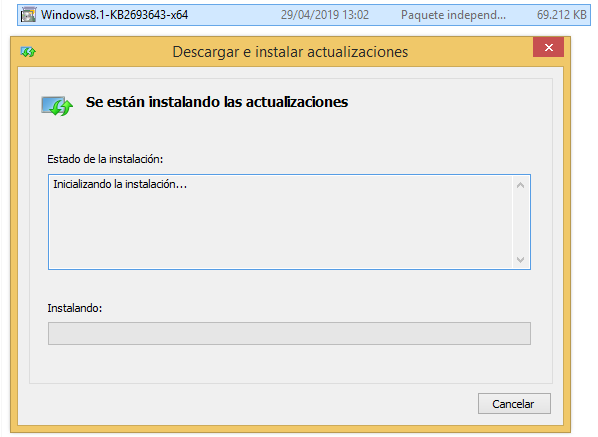 Windows8.1-KB2693643-x64 29/04/2019 13:02 Paquete independ... 69.212 KB
Descargar e instalar actualizaciones
Se están instalando las actualizaciones
Estado de la instalación:
Inicializando la instalación...
Instalando:
Cancelar